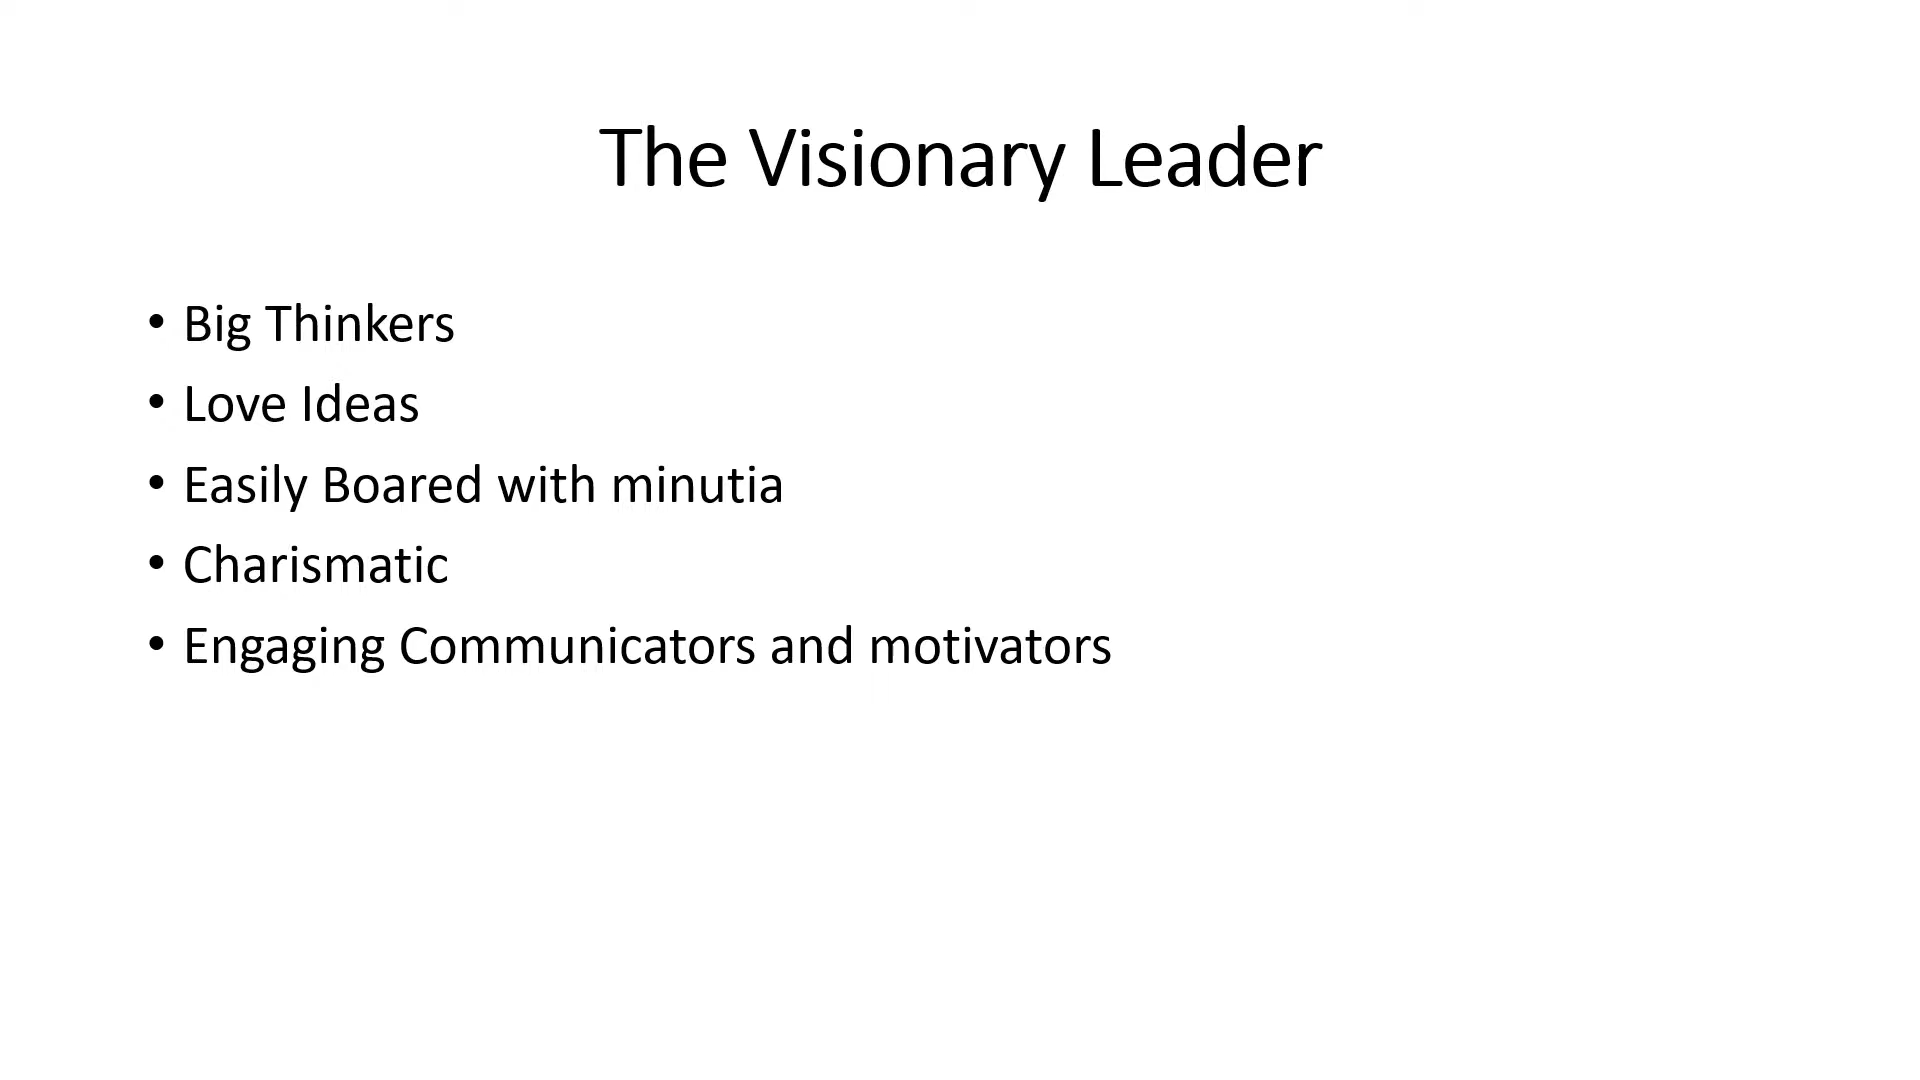 The Visionary Leader
• Big Thinkers
• Love Ideas
• Easily Boared with minutia
• Charismatic
• Engaging Communicators and motivators